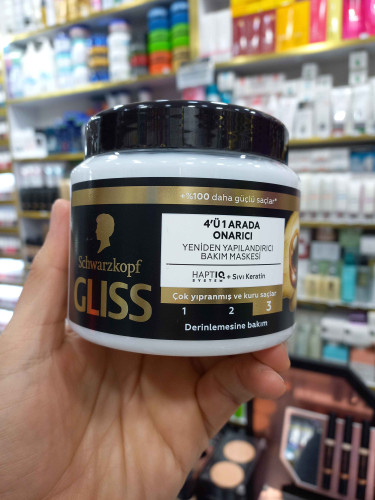 +%100 daha güçlü saçlar*
4'Ü 1 ARADA
ONARICI
YENİDEN YAPILANDIRICI
BAKIM MASKESİ
HAPTIQ + Sıvı Keratin
SYSTEM
Çok yıpranmış ve kuru saçlar
1 2 3
Derinlemesine bakım
Schwarzkopf
GLISS